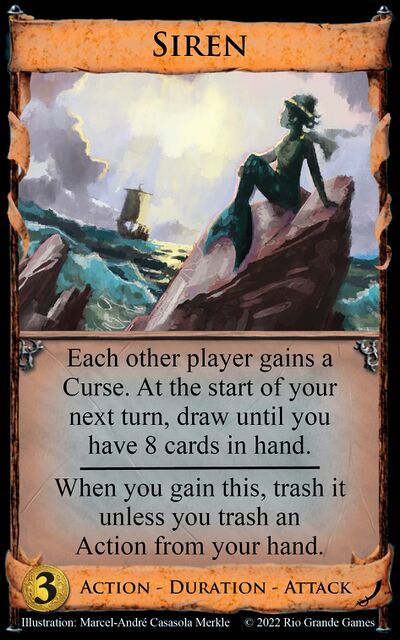 SIREN
Each other player gains a
Curse. At the start of your
next turn, draw until you
have 8 cards in hand.
When you gain this, trash it
unless you trash an
Action from your hand.
3 ACTION - DURATION - ATTACK
Illustration: Marcel-André Casasola Merkle © 2022 Rio Grande Games